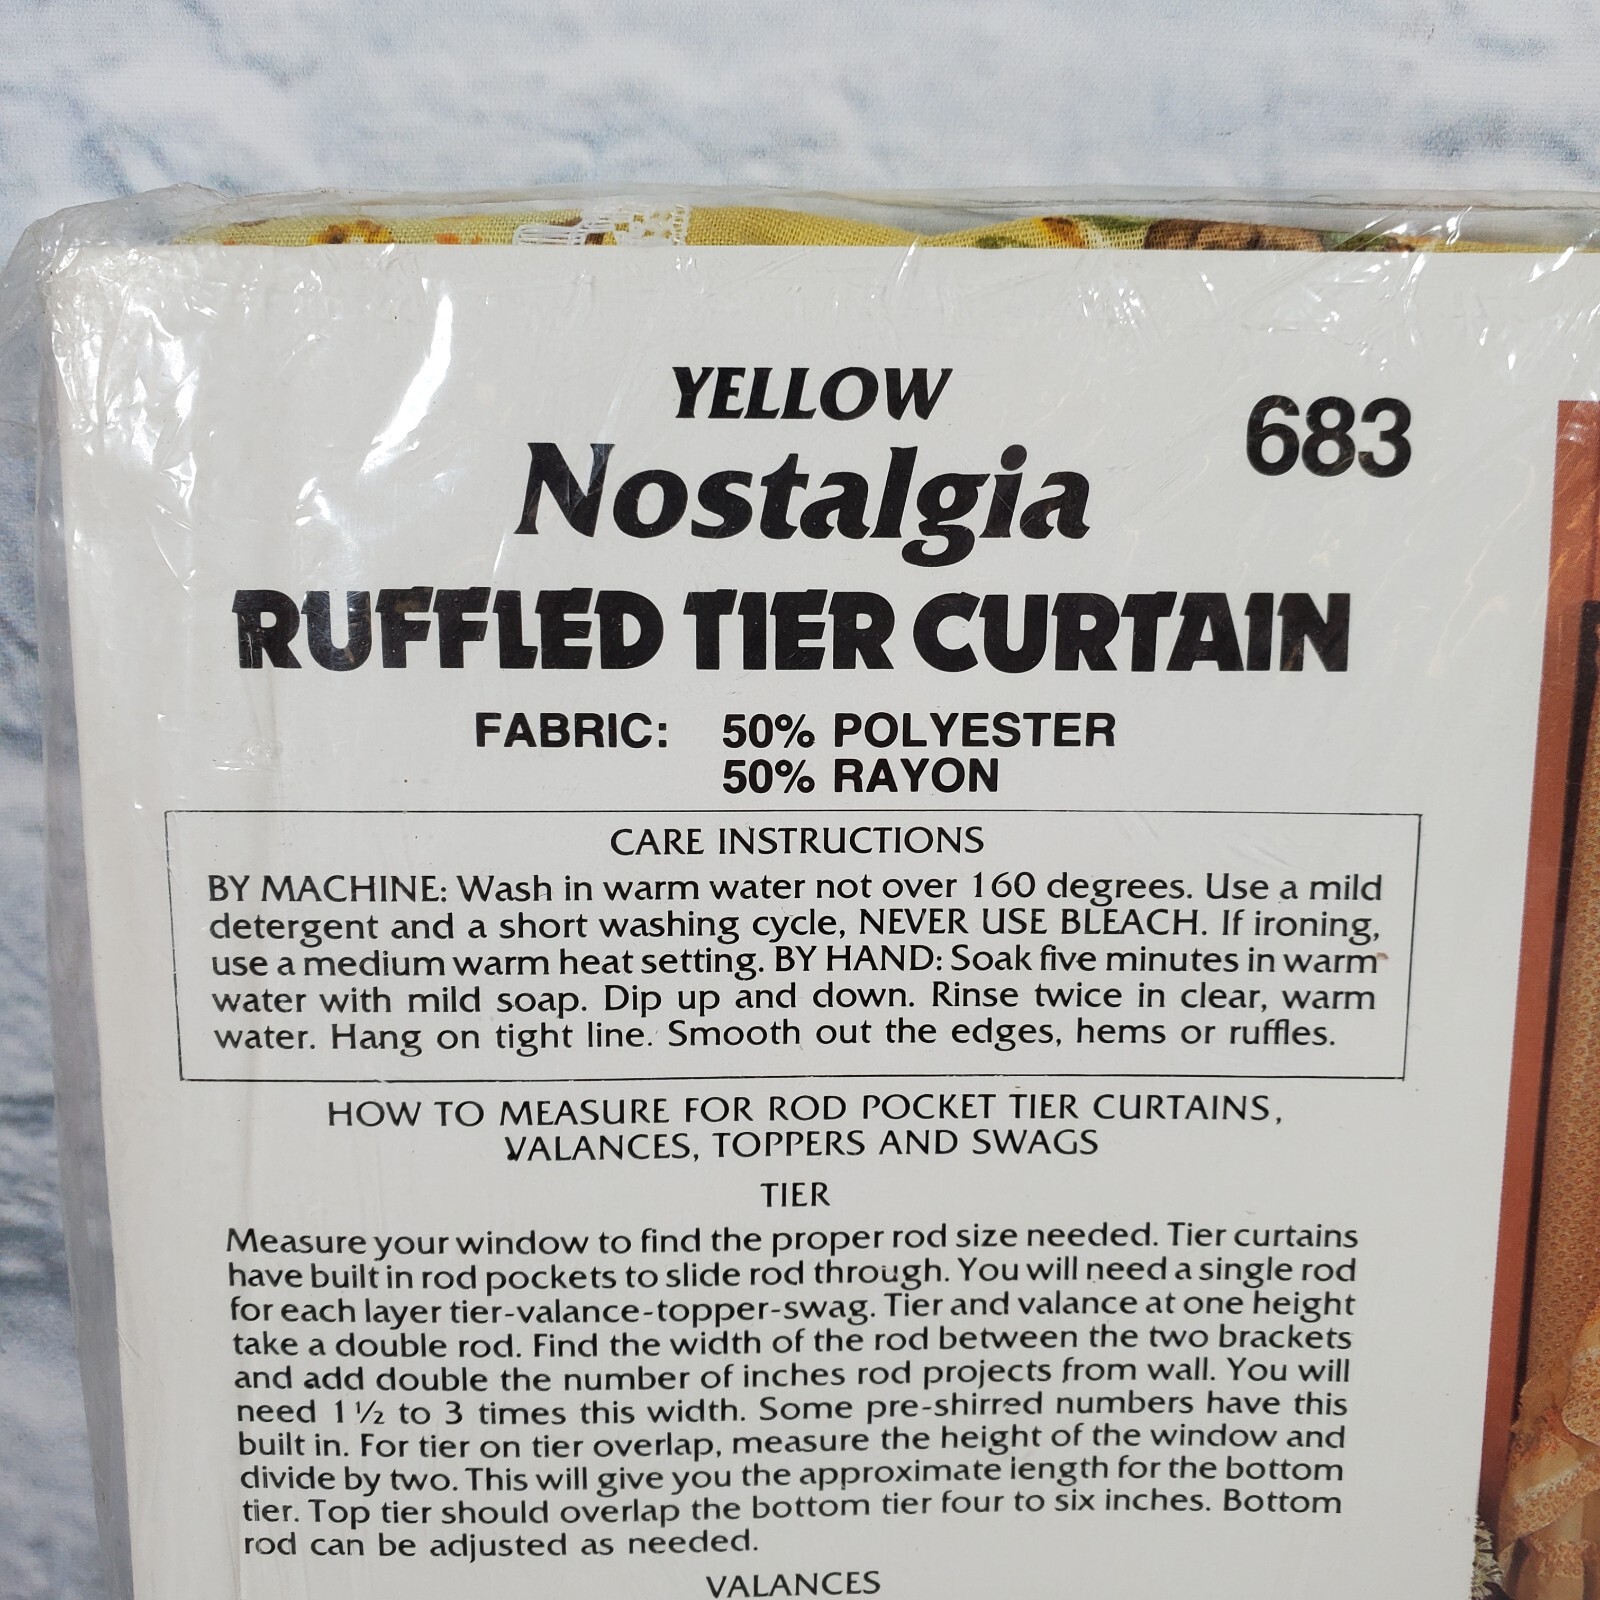 YELLOW
Nostalgia
683
RUFFLED TIER CURTAIN
FABRIC: 50% POLYESTER
50% RAYON
CARE INSTRUCTIONS
BY MACHINE: Wash in warm water not over 160 degrees. Use a mild
detergent and a short washing cycle, NEVER USE BLEACH. If ironing,
use a medium warm heat setting. BY HAND: Soak five minutes in warm
water with mild soap. Dip up and down. Rinse twice in clear, warm
water. Hang on tight line. Smooth out the edges, hems or ruffles.
HOW TO MEASURE FOR ROD POCKET TIER CURTAINS,
VALANCES, TOPPERS AND SWAGS
TIER
Measure your window to find the proper rod size needed. Tier curtains
have built in rod pockets to slide rod through. You will need a single rod
for each layer tier-valance-topper-swag. Tier and valance at one height
take a double rod. Find the width of the rod between the two brackets
and add double the number of inches rod projects from wall. You will
need 1½ to 3 times this width. Some pre-shirred numbers have this
built in. For tier on tier overlap, measure the height of the window and
divide by two. This will give you the approximate length for the bottom
tier. Top tier should overlap the bottom tier four to six inches. Bottom
rod can be adjusted as needed.
VALANCES